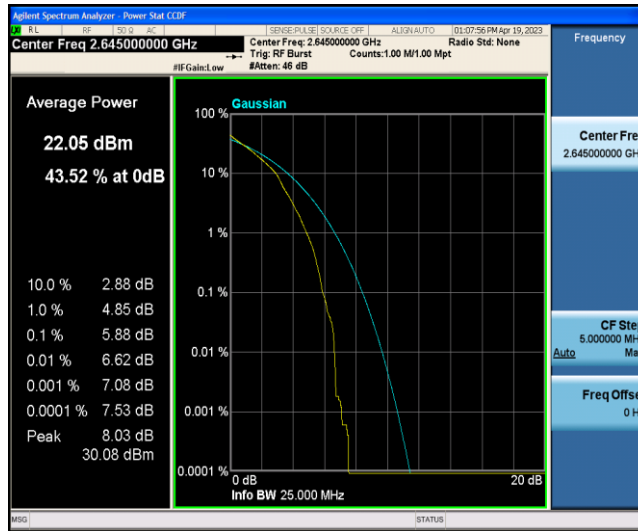 Agilent Spectrum Analyzer - Power Stat CCDF
RL RF 50 Ω AC SENSE:PULSE SOURCE OFF ALIGN AUTO 01:07:56 PM Apr 19, 2023
Center Freq 2.645000000 GHz
Center Freq: 2.645000000 GHz Radio Std: None
Trig: RF Burst Counts:1.00 M/1.00 Mpt
#IFGain:Low #Atten: 46 dB
Frequency
Average Power
22.05 dBm
43.52 % at 0dB
10.0 % 2.88 dB
1.0 % 4.85 dB
0.1 % 5.88 dB
0.01 % 6.62 dB
0.001 % 7.08 dB
0.0001 % 7.53 dB
Peak 8.03 dB
30.08 dBm
Gaussian
100 %
10 %
1 %
0.1 %
0.01 %
0.001 %
0.0001 %
0 dB 20 dB
Info BW 25.000 MHz
Center Fre
2.645000000 GH
CF Ste
5.000000 MH
Auto Ma
Freq Offse
0 H
MSG STATUS